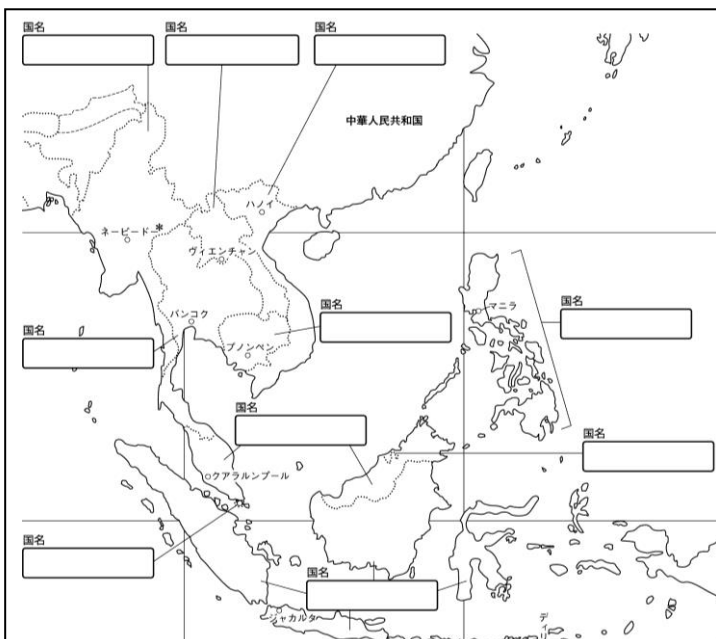 国名
国名
国名
中華人民共和国
ハノイ
ネーピードー*
ヴィエンチャン
マニラ
国名
国名
バンコク
国名
プノンペン
国名
国名
クアラルンプール
国名
国名
ジャカルタ
ディリ